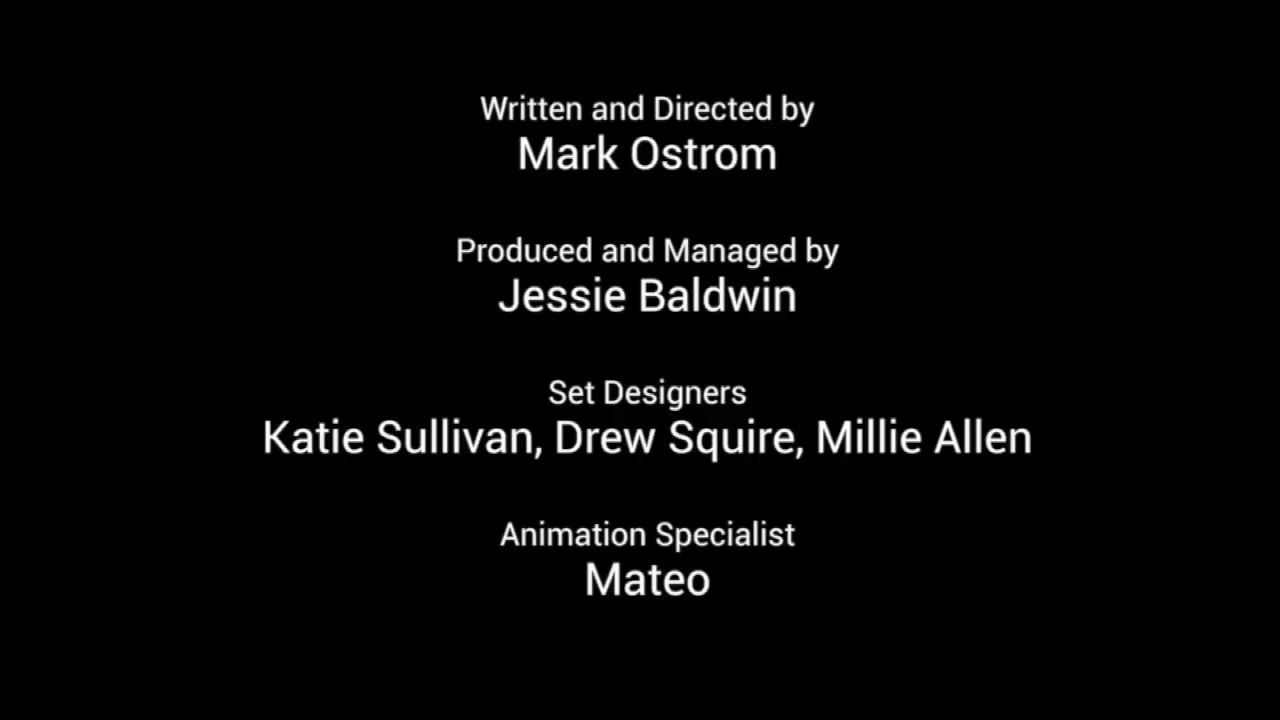 Written and Directed by
Mark Ostrom
Produced and Managed by
Jessie Baldwin
Set Designers
Katie Sullivan, Drew Squire, Millie Allen
Animation Specialist
Mateo